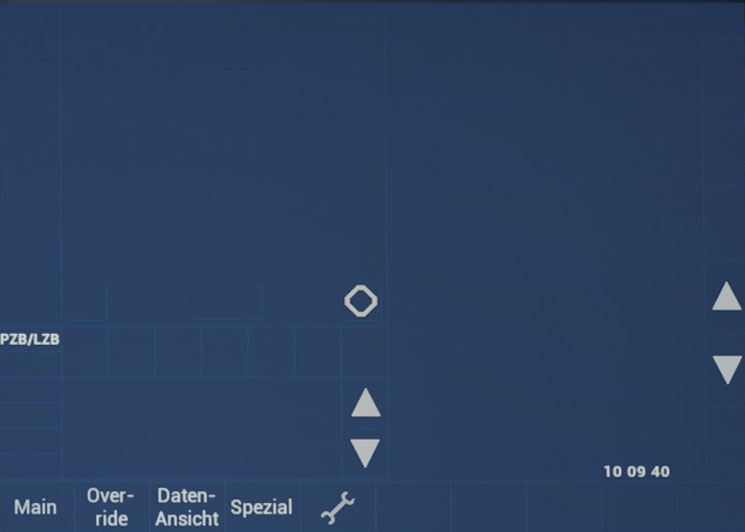 PZB/LZB
10 09 40
Main
Over-
ride
Daten-
Ansicht
Spezial